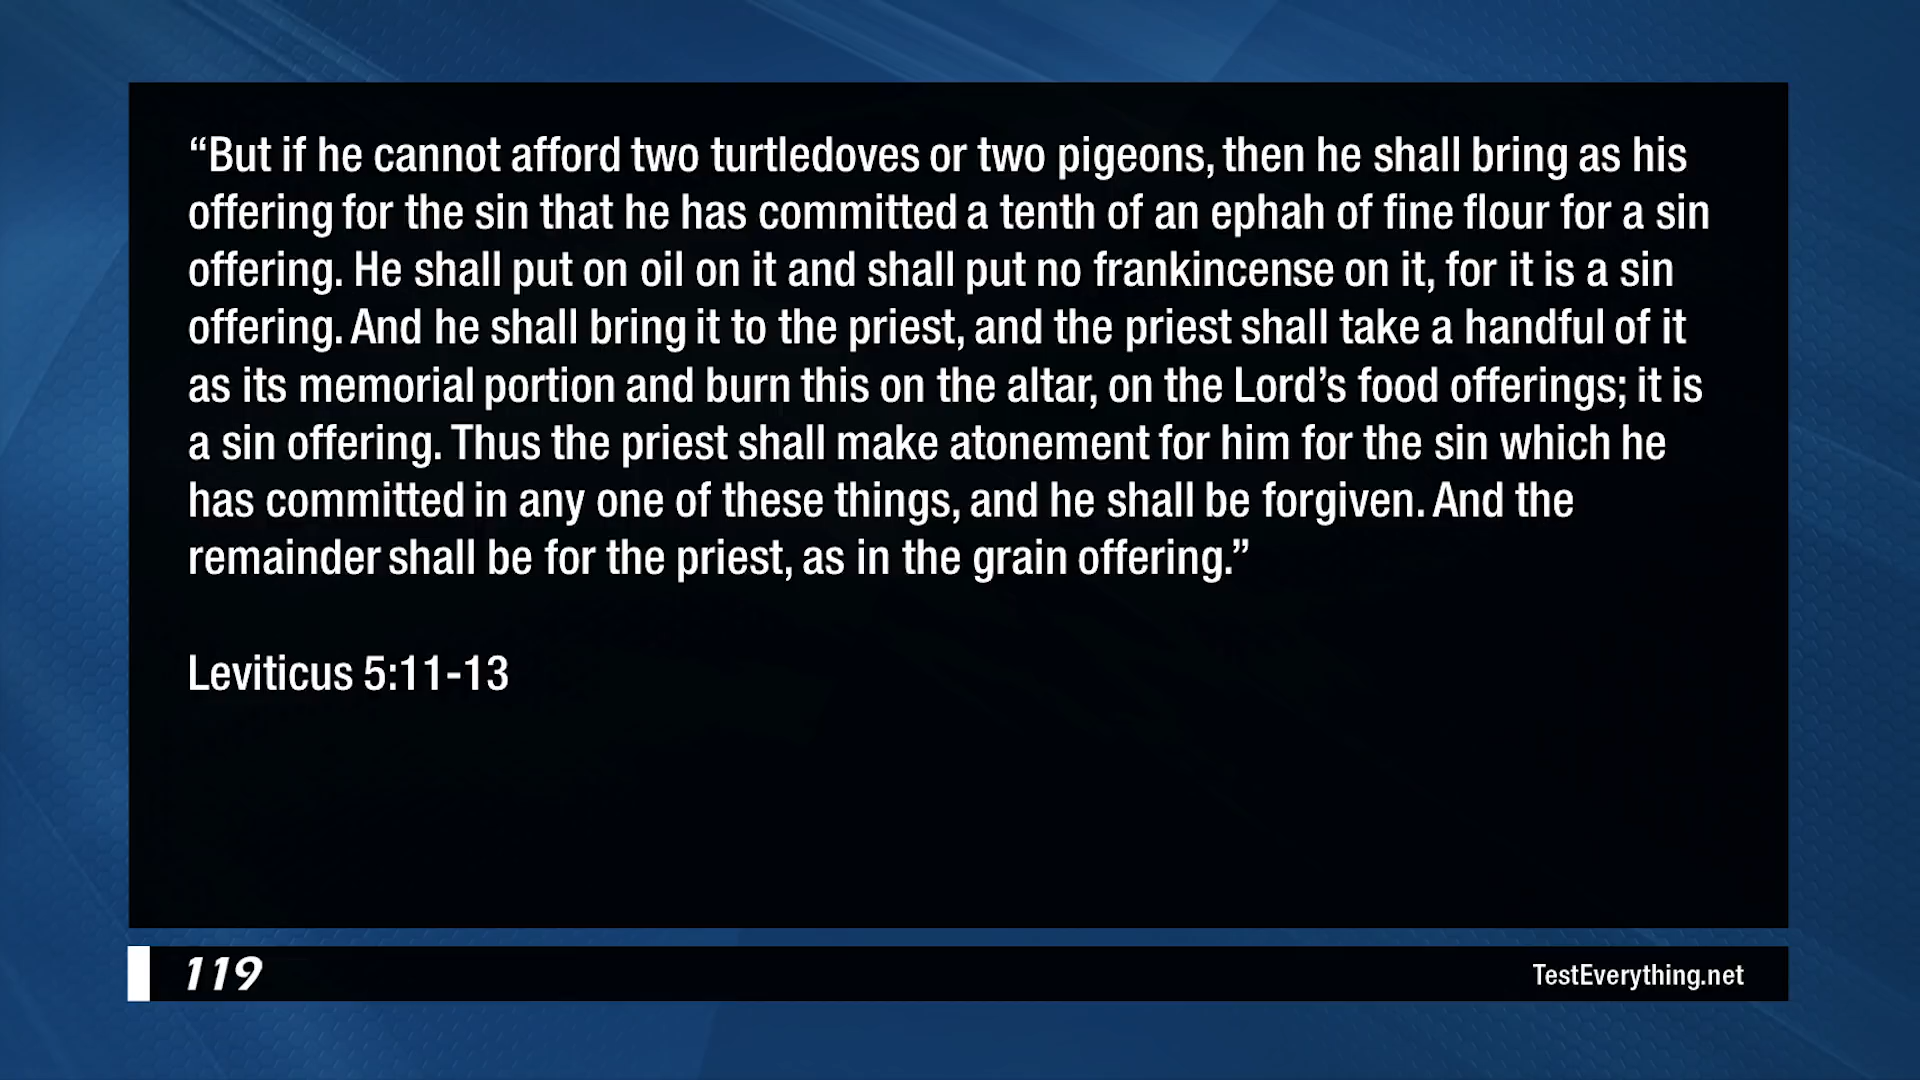 “But if he cannot afford two turtledoves or two pigeons, then he shall bring as his
offering for the sin that he has committed a tenth of an ephah of fine flour for a sin
offering. He shall put on oil on it and shall put no frankincense on it, for it is a sin
offering. And he shall bring it to the priest, and the priest shall take a handful of it
as its memorial portion and burn this on the altar, on the Lord’s food offerings; it is
a sin offering. Thus the priest shall make atonement for him for the sin which he
has committed in any one of these things, and he shall be forgiven. And the
remainder shall be for the priest, as in the grain offering.”
Leviticus 5:11-13
119
TestEverything.net